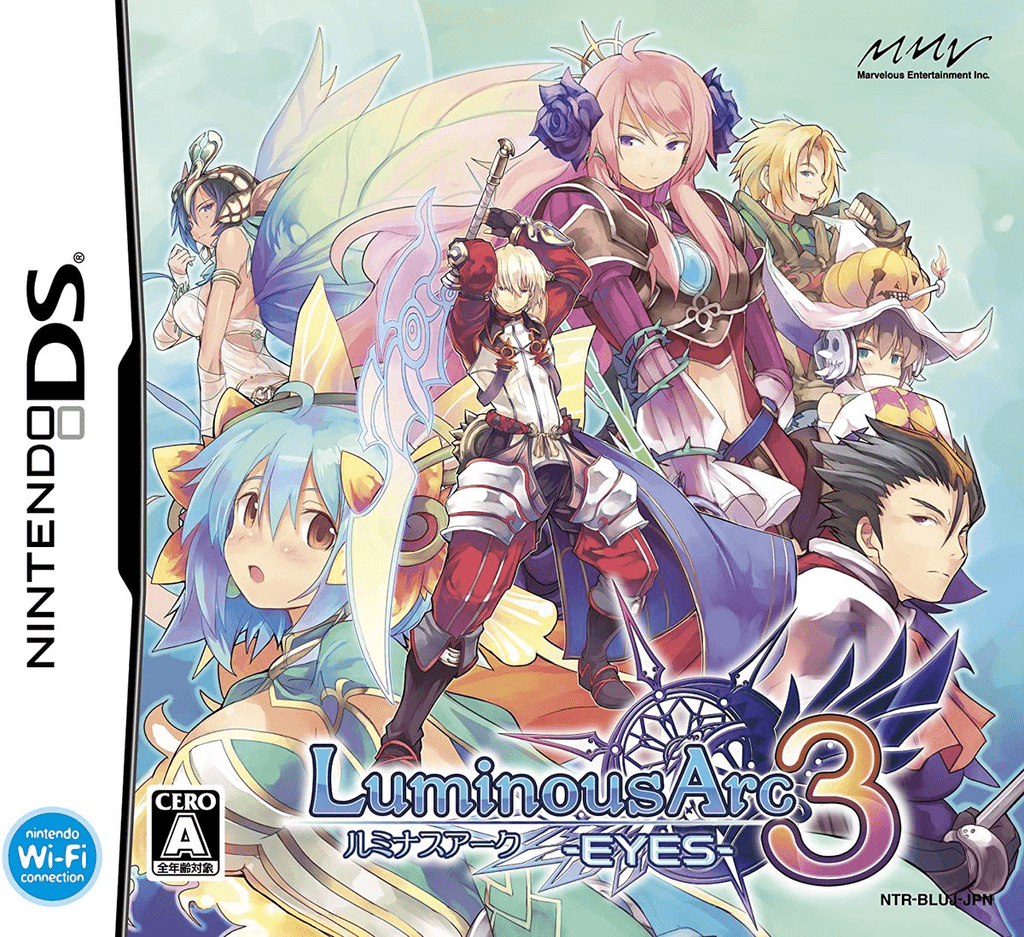 MMV
Marvelous Entertainment Inc.
NINTENDO DS®
LuminousArc 3
ルミナスアーク
-EYES-
CERO
A
全年齢対象
nintendo
Wi-Fi
connection
NTR-BLUJ-JPN